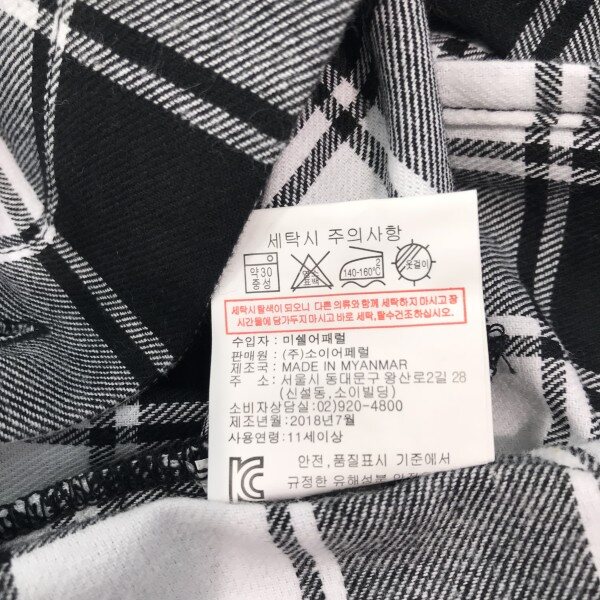 세탁시 주의사항
약30
중성
염소
표백
2
140~160℃
옷걸이
세탁시 탈색이 되오니 다른 의류와 함께 세탁하지 마시고 장
시간물에 담가두지마시고 바로 세탁,탈수건조하십시오.
수입자 : 미쉘어패럴
판매원 : (주)소이어페럴
제조국 : MADE IN MYANMAR
주소 : 서울시 동대문구 왕산로2길 28
(신설동,소이빌딩)
소비자상담실:02)920-4800
제조년월 : 2018년7월
사용연령:11세이상
안전,품질표시 기준에서
규정한 유해성분